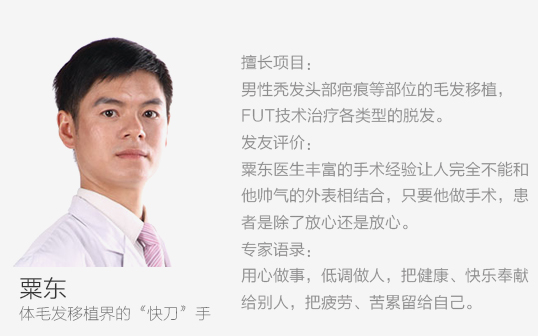 擅长项目：
男性秃发头部疤痕等部位的毛发移植，
FUT技术治疗各类型的脱发。
发友评价：
粟东医生丰富的手术经验让人完全不能和
他帅气的外表相结合，只要他做手术，患
者是除了放心还是放心。
专家语录：
用心做事，低调做人，把健康、快乐奉献
给别人，把疲劳、苦累留给自己。
粟东
体毛发移植界的“快刀”手